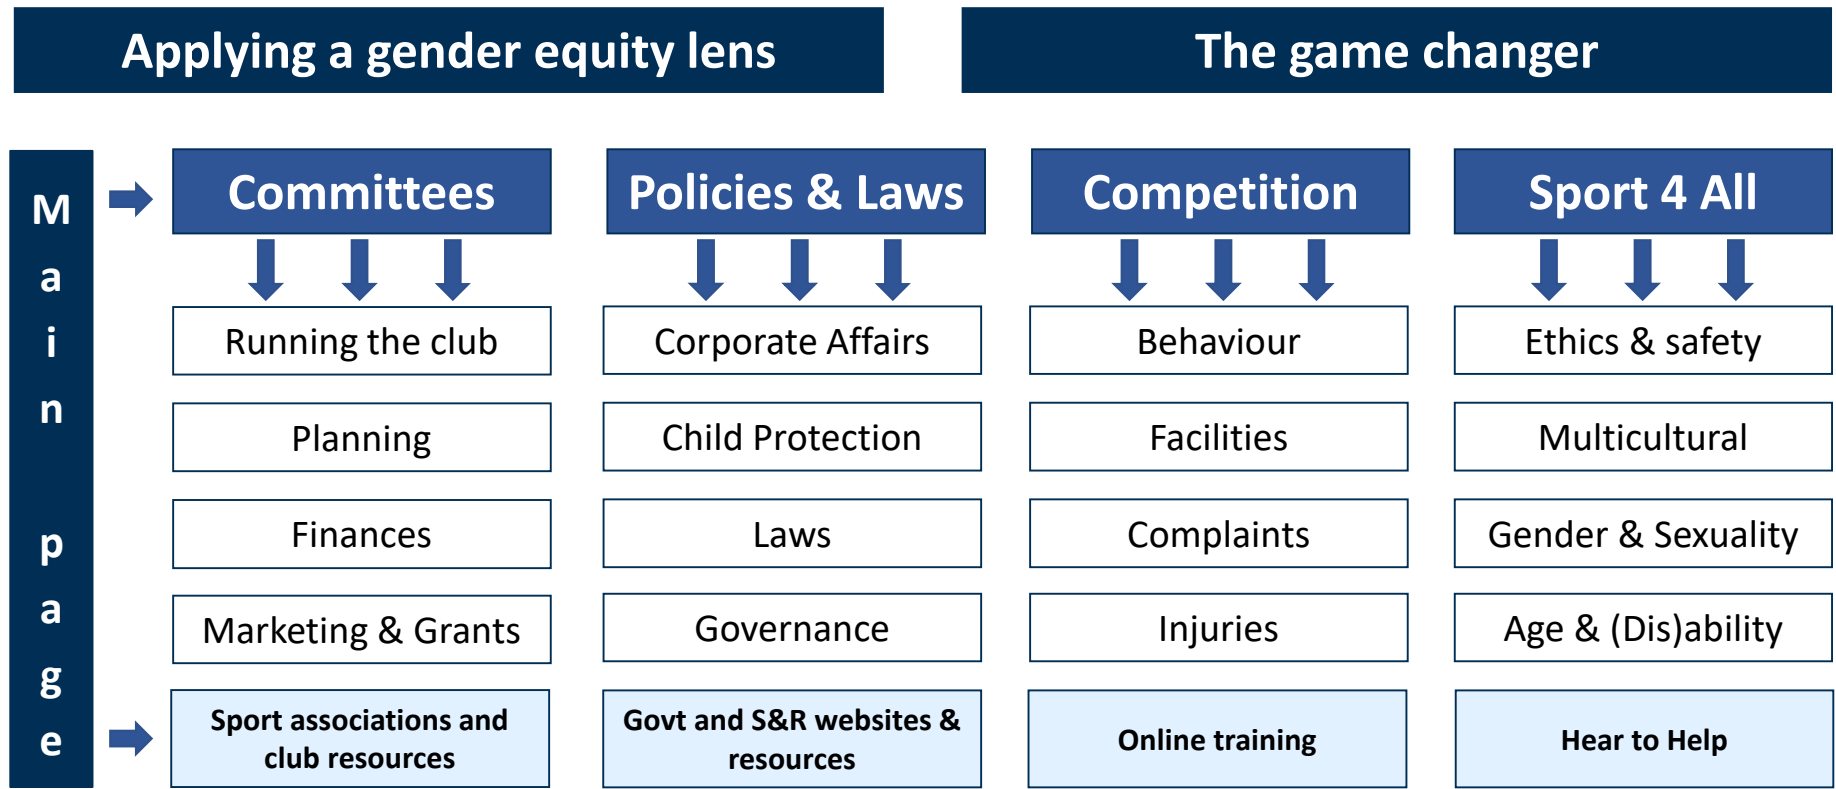 Applying a gender equity lens
The game changer
Main page
Committees
Policies & Laws
Competition
Sport 4 All
Running the club
Corporate Affairs
Behaviour
Ethics & safety
Planning
Child Protection
Facilities
Multicultural
Finances
Laws
Complaints
Gender & Sexuality
Marketing & Grants
Governance
Injuries
Age & (Dis)ability
Sport associations and
club resources
Govt and S&R websites &
resources
Online training
Hear to Help